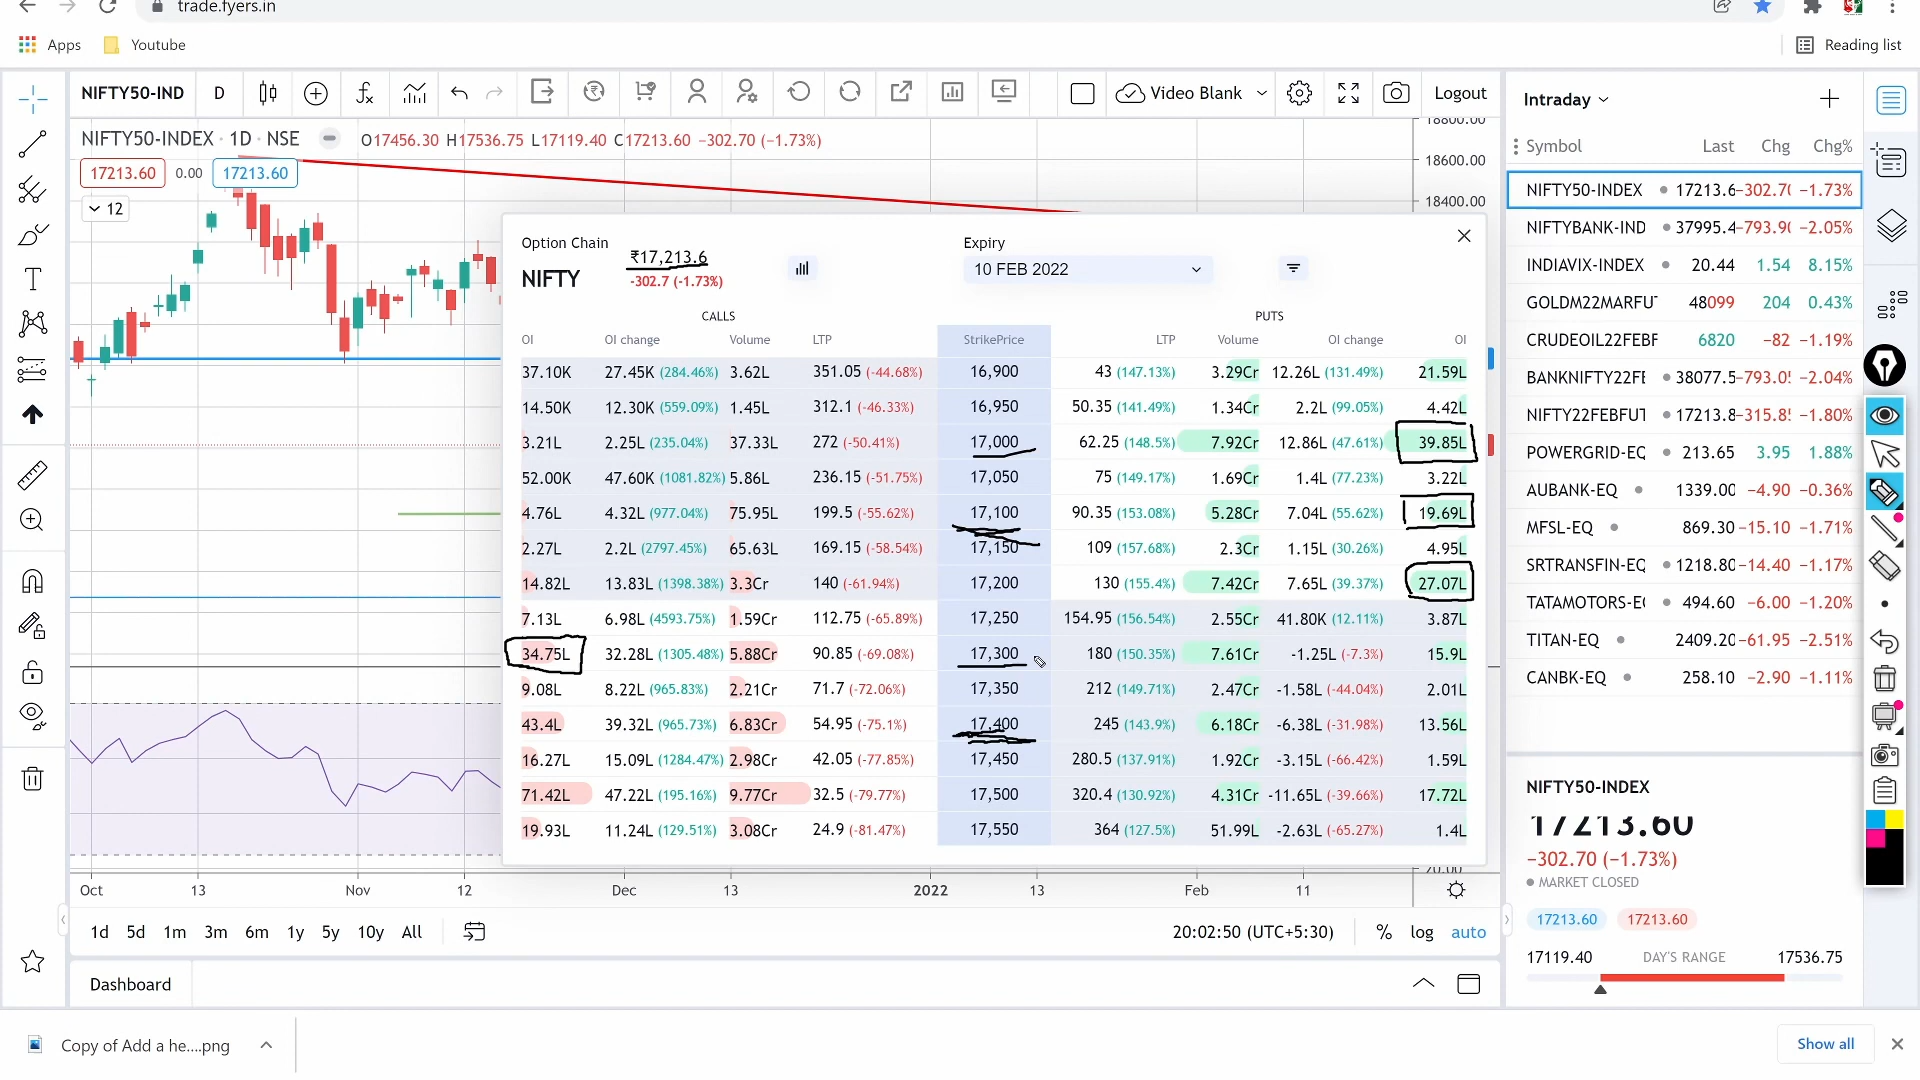 trade.fyers.in
Apps
Youtube
Reading list
NIFTY50-IND D
Video Blank
Logout
NIFTY50-INDEX · 1D · NSE
O17456.30 H17536.75 L17119.40 C17213.60 −302.70 (−1.73%)
17213.60 0.00 17213.60
12
18800.00
18600.00
18400.00
Option Chain
NIFTY
₹17,213.6
-302.7 (-1.73%)
Expiry
10 FEB 2022
CALLS PUTS
OI OI change Volume LTP StrikePrice LTP Volume OI change OI
37.10K 27.45K (284.46%) 3.62L 351.05 (-44.68%) 16,900 43 (147.13%) 3.29Cr 12.26L (131.49%) 21.59L
14.50K 12.30K (559.09%) 1.45L 312.1 (-46.33%) 16,950 50.35 (141.49%) 1.34Cr 2.2L (99.05%) 4.42L
3.21L 2.25L (235.04%) 37.33L 272 (-50.41%) 17,000 62.25 (148.5%) 7.92Cr 12.86L (47.61%) 39.85L
52.00K 47.60K (1081.82%) 5.86L 236.15 (-51.75%) 17,050 75 (149.17%) 1.69Cr 1.4L (77.23%) 3.22L
4.76L 4.32L (977.04%) 75.95L 199.5 (-55.62%) 17,100 90.35 (153.08%) 5.28Cr 7.04L (55.62%) 19.69L
2.27L 2.2L (2797.45%) 65.63L 169.15 (-58.54%) 17,150 109 (157.68%) 2.3Cr 1.15L (30.26%) 4.95L
14.82L 13.83L (1398.38%) 3.3Cr 140 (-61.94%) 17,200 130 (155.4%) 7.42Cr 7.65L (39.37%) 27.07L
7.13L 6.98L (4593.75%) 1.59Cr 112.75 (-65.89%) 17,250 154.95 (156.54%) 2.55Cr 41.80K (12.11%) 3.87L
34.75L 32.28L (1305.48%) 5.88Cr 90.85 (-69.08%) 17,300 180 (150.35%) 7.61Cr -1.25L (-7.3%) 15.9L
9.08L 8.22L (965.83%) 2.21Cr 71.7 (-72.06%) 17,350 212 (149.71%) 2.47Cr -1.58L (-44.04%) 2.01L
43.4L 39.32L (965.73%) 6.83Cr 54.95 (-75.1%) 17,400 245 (143.9%) 6.18Cr -6.38L (-31.98%) 13.56L
16.27L 15.09L (1284.47%) 2.98Cr 42.05 (-77.85%) 17,450 280.5 (137.91%) 1.92Cr -3.15L (-66.42%) 1.59L
71.42L 47.22L (195.16%) 9.77Cr 32.5 (-79.77%) 17,500 320.4 (130.92%) 4.31Cr -11.65L (-39.66%) 17.72L
19.93L 11.24L (129.51%) 3.08Cr 24.9 (-81.47%) 17,550 364 (127.5%) 51.99L -2.63L (-65.27%) 1.4L
20.00
Oct 13 Nov 12 Dec 13 2022 13 Feb 11
1d 5d 1m 3m 6m 1y 5y 10y All
20:02:50 (UTC+5:30) % log auto
Dashboard
Intraday
Symbol Last Chg Chg%
NIFTY50-INDEX 17213.6 −302.70 −1.73%
NIFTYBANK-IND 37995.4 −793.90 −2.05%
INDIAVIX-INDEX 20.44 1.54 8.15%
GOLDM22MARFUT 48099 204 0.43%
CRUDEOIL22FEBF 6820 −82 −1.19%
BANKNIFTY22FE 38077.5 −793.05 −2.04%
NIFTY22FEBFUT 17213.8 −315.85 −1.80%
POWERGRID-EQ 213.65 3.95 1.88%
AUBANK-EQ 1339.00 −4.90 −0.36%
MFSL-EQ 869.30 −15.10 −1.71%
SRTRANSFIN-EQ 1218.80 −14.40 −1.17%
TATAMOTORS-EQ 494.60 −6.00 −1.20%
TITAN-EQ 2409.20 −61.95 −2.51%
CANBK-EQ 258.10 −2.90 −1.11%
NIFTY50-INDEX
17213.60
−302.70 (−1.73%)
MARKET CLOSED
17213.60 17213.60
17119.40 DAY'S RANGE 17536.75
Copy of Add a he....png
Show all